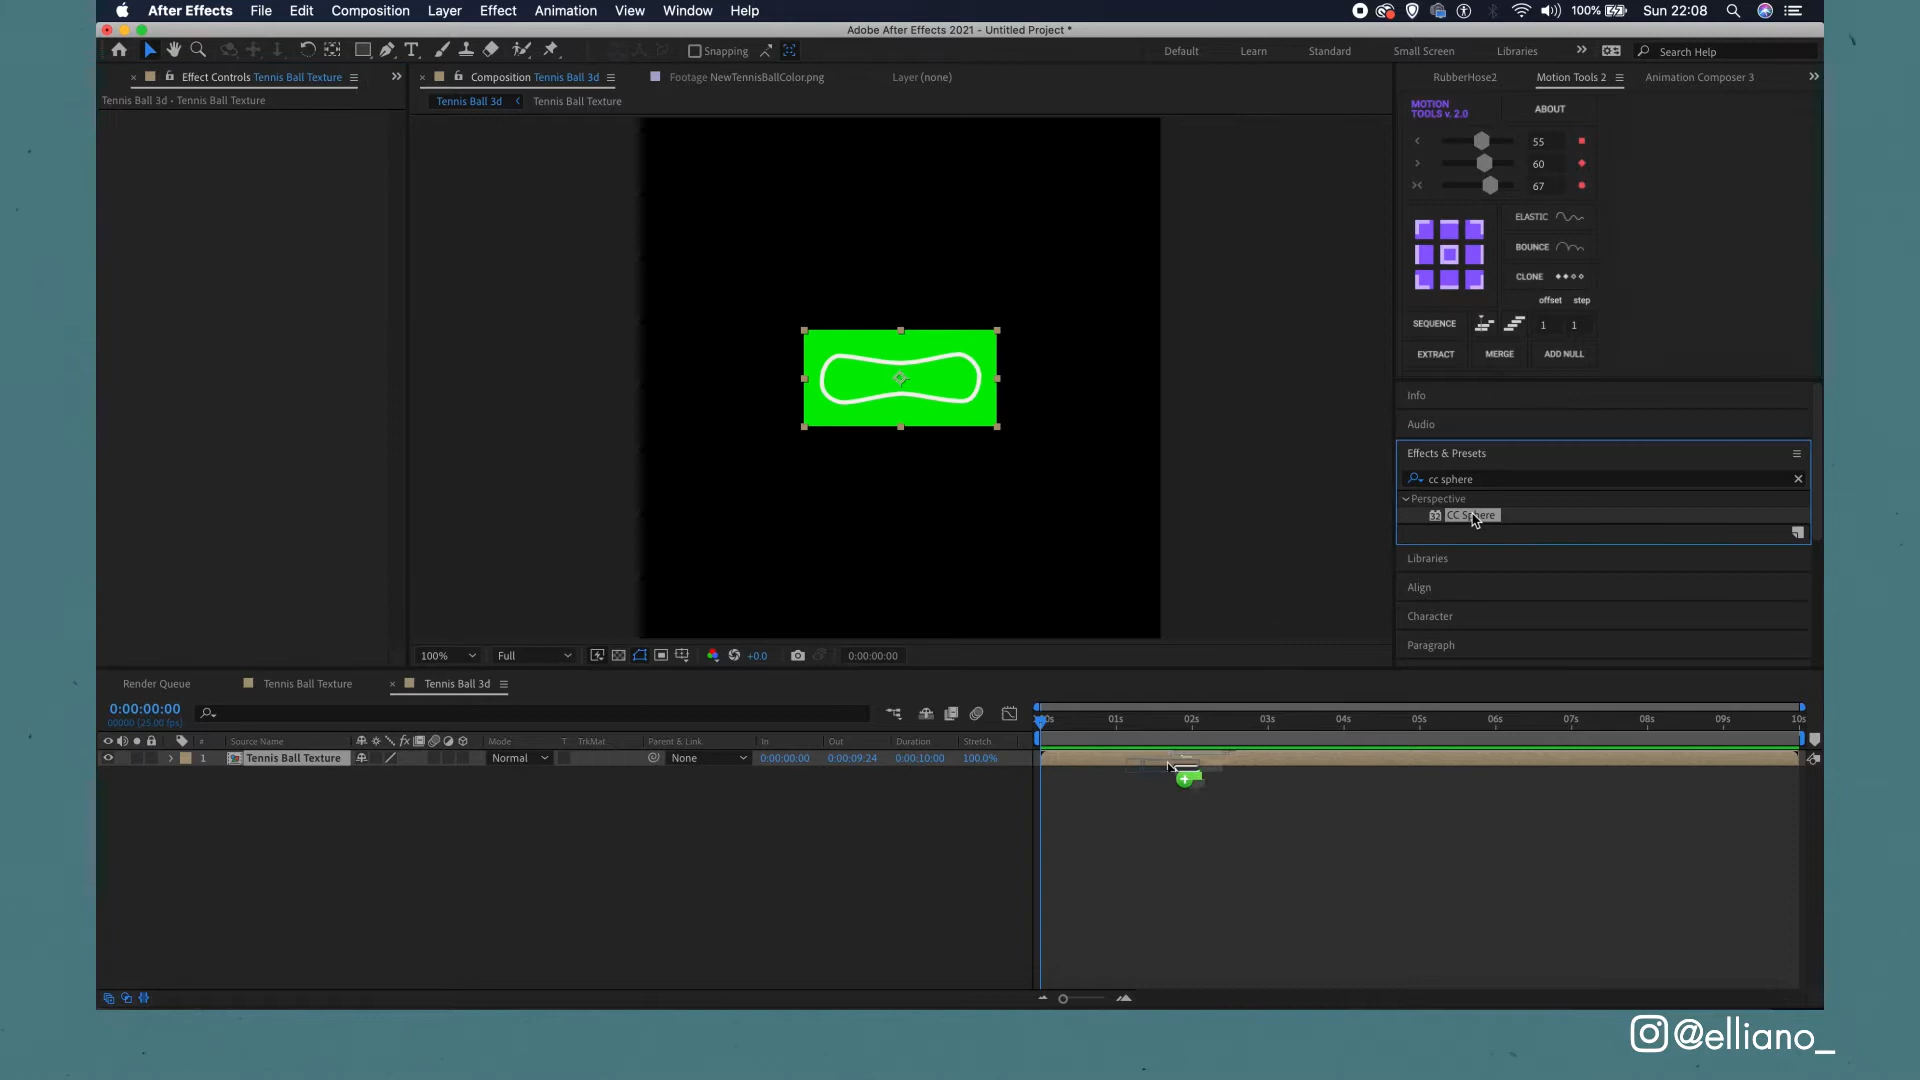 After Effects File Edit Composition Layer Effect Animation View Window Help 100% Sun 22:08
Adobe After Effects 2021 - Untitled Project *
Snapping Default Learn Standard Small Screen Libraries Search Help
Effect Controls Tennis Ball Texture Composition Tennis Ball 3d Footage NewTennisBallColor.png Layer (none) RubberHose2 Motion Tools 2 Animation Composer 3
Tennis Ball 3d • Tennis Ball Texture Tennis Ball 3d Tennis Ball Texture
MOTION
TOOLS v. 2.0
ABOUT
55
60
67
ELASTIC
BOUNCE
CLONE
offset step
SEQUENCE 1 1
EXTRACT MERGE ADD NULL
Info
Audio
Effects & Presets
cc sphere
Perspective
32 CC Sphere
Libraries
Align
Character
Paragraph
100% Full +0.0 0:00:00:00
Render Queue Tennis Ball Texture Tennis Ball 3d
0:00:00:00
00000 (25.00 fps)
01s 02s 03s 04s 05s 06s 07s 08s 09s 10s
# Source Name Mode T TrkMat Parent & Link In Out Duration Stretch
1 Tennis Ball Texture Normal None 0:00:00:00 0:00:09:24 0:00:10:00 100.0%
@elliano_